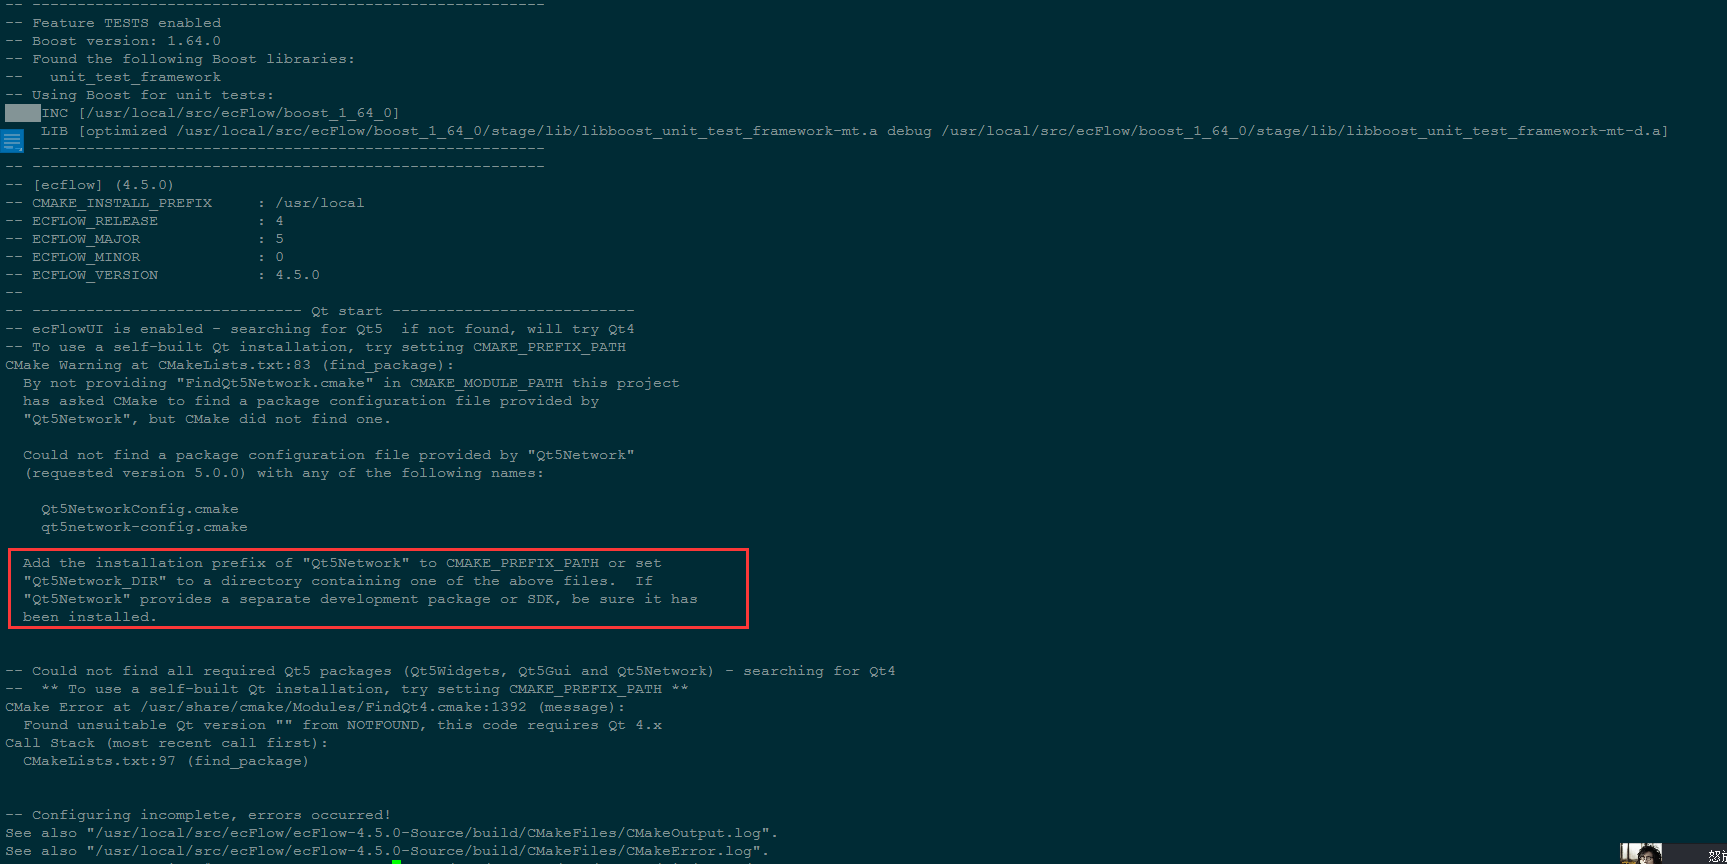 -- ---------------------------------------------------------
-- Feature TESTS enabled
-- Boost version: 1.64.0
-- Found the following Boost libraries:
--   unit_test_framework
-- Using Boost for unit tests:
    INC [/usr/local/src/ecFlow/boost_1_64_0]
    LIB [optimized /usr/local/src/ecFlow/boost_1_64_0/stage/lib/libboost_unit_test_framework-mt.a debug /usr/local/src/ecFlow/boost_1_64_0/stage/lib/libboost_unit_test_framework-mt-d.a]
-- ---------------------------------------------------------
-- ---------------------------------------------------------
-- [ecflow] (4.5.0)
-- CMAKE_INSTALL_PREFIX     : /usr/local
-- ECFLOW_RELEASE           : 4
-- ECFLOW_MAJOR             : 5
-- ECFLOW_MINOR             : 0
-- ECFLOW_VERSION           : 4.5.0
--
-- ------------------------------ Qt start ---------------------------
-- ecFlowUI is enabled - searching for Qt5  if not found, will try Qt4
-- To use a self-built Qt installation, try setting CMAKE_PREFIX_PATH
CMake Warning at CMakeLists.txt:83 (find_package):
  By not providing "FindQt5Network.cmake" in CMAKE_MODULE_PATH this project
  has asked CMake to find a package configuration file provided by
  "Qt5Network", but CMake did not find one.
  Could not find a package configuration file provided by "Qt5Network"
  (requested version 5.0.0) with any of the following names:
    Qt5NetworkConfig.cmake
    qt5network-config.cmake
  Add the installation prefix of "Qt5Network" to CMAKE_PREFIX_PATH or set
  "Qt5Network_DIR" to a directory containing one of the above files.  If
  "Qt5Network" provides a separate development package or SDK, be sure it has
  been installed.
-- Could not find all required Qt5 packages (Qt5Widgets, Qt5Gui and Qt5Network) - searching for Qt4
--  ** To use a self-built Qt installation, try setting CMAKE_PREFIX_PATH **
CMake Error at /usr/share/cmake/Modules/FindQt4.cmake:1392 (message):
  Found unsuitable Qt version "" from NOTFOUND, this code requires Qt 4.x
Call Stack (most recent call first):
  CMakeLists.txt:97 (find_package)
-- Configuring incomplete, errors occurred!
See also "/usr/local/src/ecFlow/ecFlow-4.5.0-Source/build/CMakeFiles/CMakeOutput.log".
See also "/usr/local/src/ecFlow/ecFlow-4.5.0-Source/build/CMakeFiles/CMakeError.log".